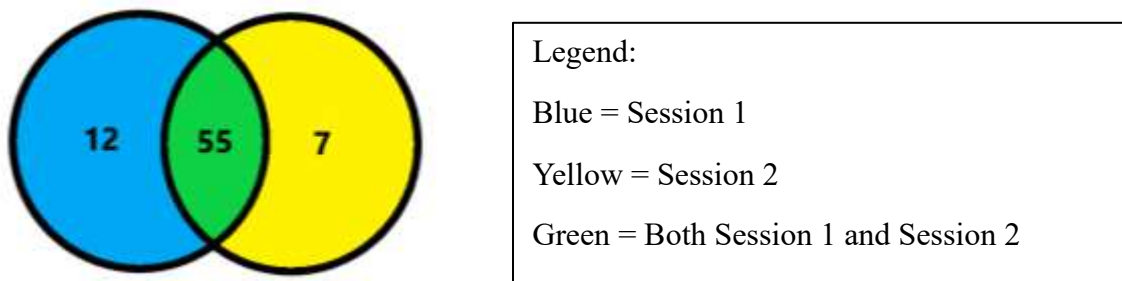 12 55 7
Legend:
Blue = Session 1
Yellow = Session 2
Green = Both Session 1 and Session 2